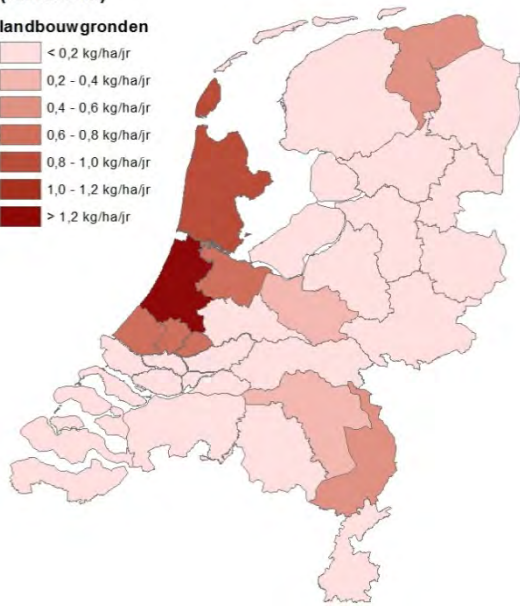 landbouwgronden
< 0,2 kg/ha/jr
0,2 - 0,4 kg/ha/jr
0,4 - 0,6 kg/ha/jr
0,6 - 0,8 kg/ha/jr
0,8 - 1,0 kg/ha/jr
1,0 - 1,2 kg/ha/jr
> 1,2 kg/ha/jr